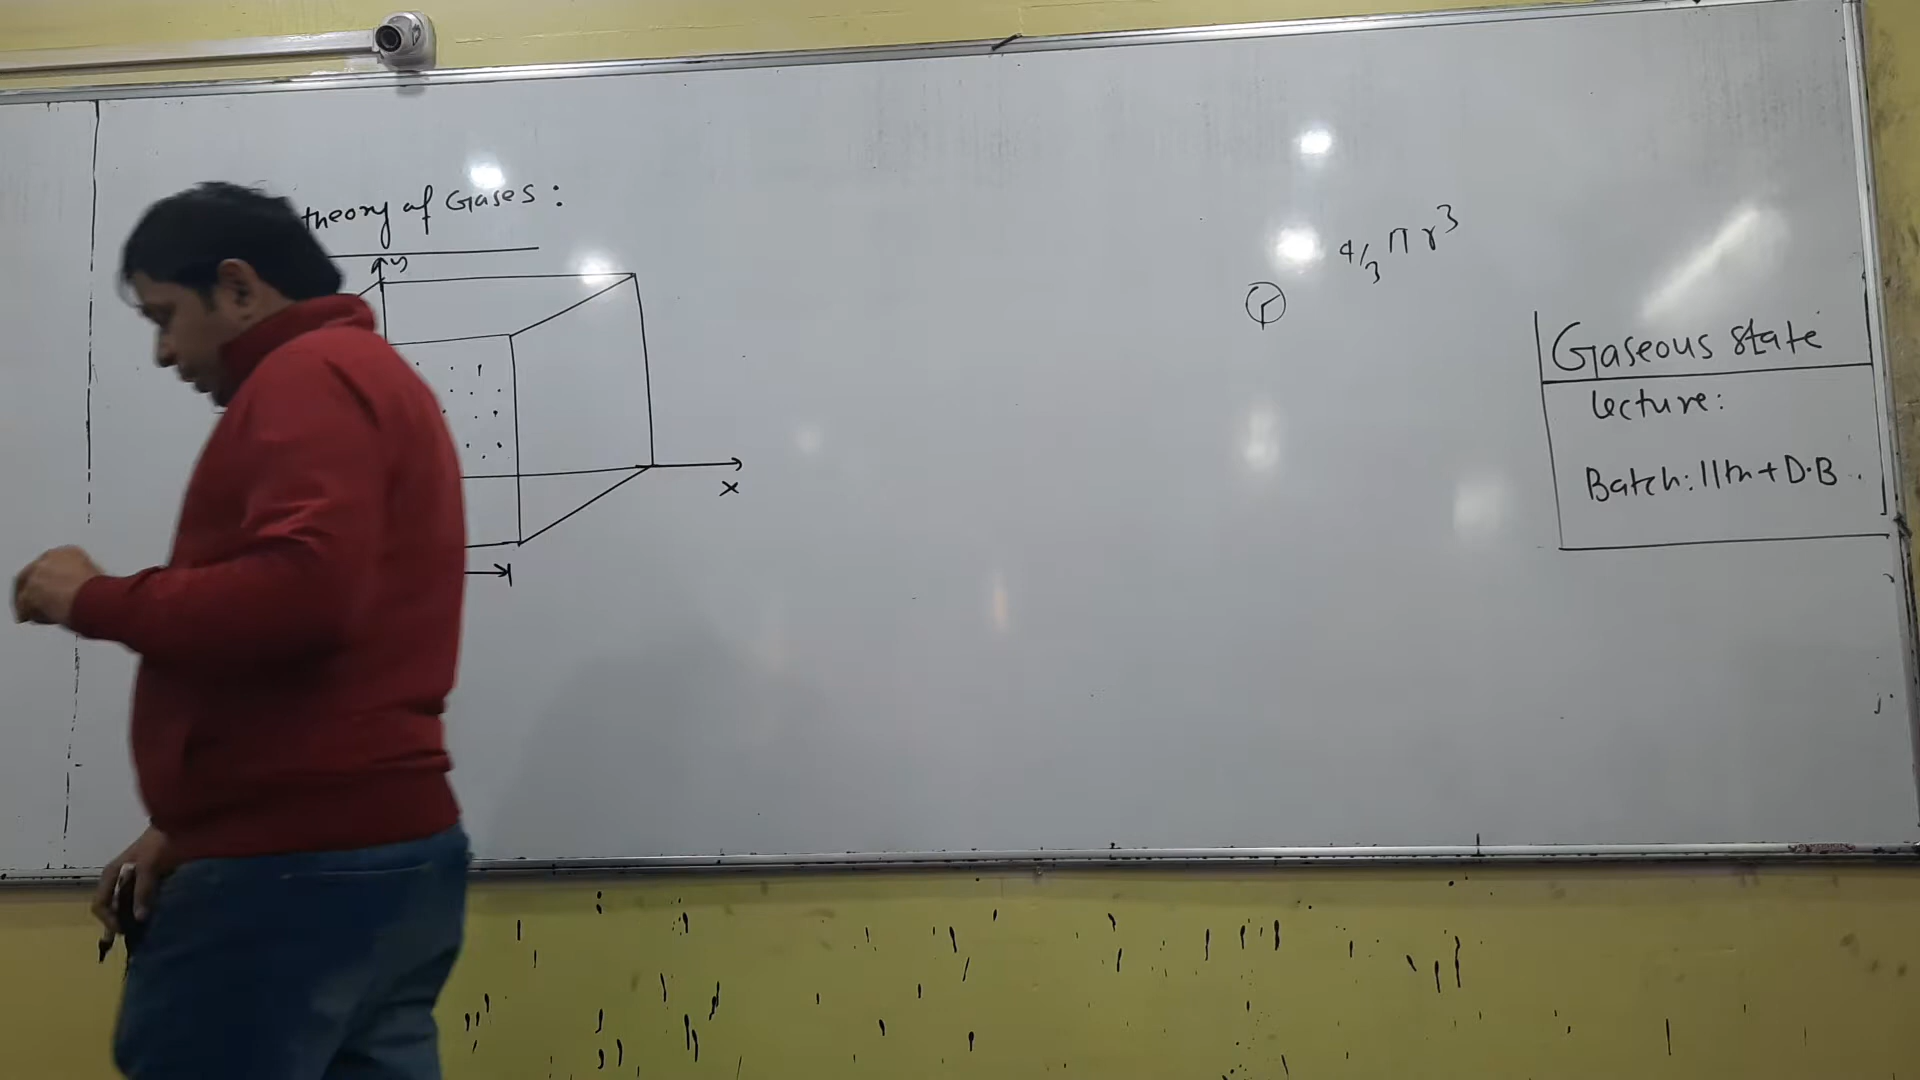 theory of Gases:
y
x
4/3 π r³
r
Gaseous state
Lecture:
Batch: 11th + D.B.